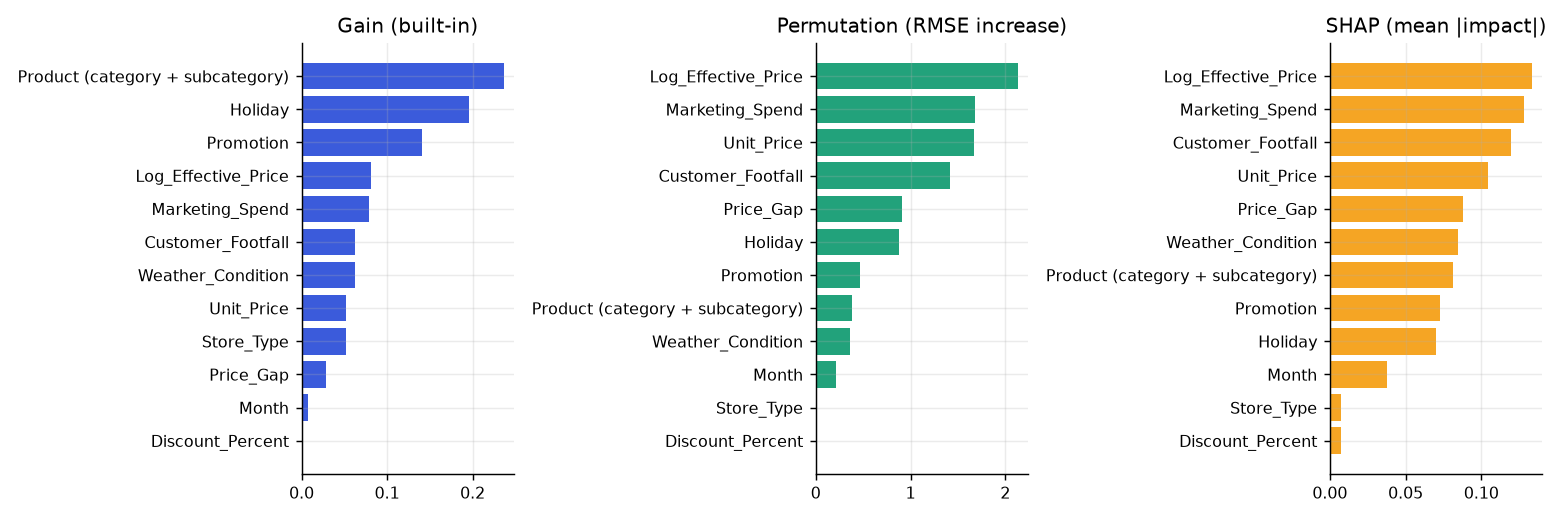 Gain (built-in)
Product (category + subcategory)
Holiday
Promotion
Log_Effective_Price
Marketing_Spend
Customer_Footfall
Weather_Condition
Unit_Price
Store_Type
Price_Gap
Month
Discount_Percent
0.0 0.1 0.2
Permutation (RMSE increase)
Log_Effective_Price
Marketing_Spend
Unit_Price
Customer_Footfall
Price_Gap
Holiday
Promotion
Product (category + subcategory)
Weather_Condition
Month
Store_Type
Discount_Percent
0 1 2
SHAP (mean |impact|)
Log_Effective_Price
Marketing_Spend
Customer_Footfall
Unit_Price
Price_Gap
Weather_Condition
Product (category + subcategory)
Promotion
Holiday
Month
Store_Type
Discount_Percent
0.00 0.05 0.10